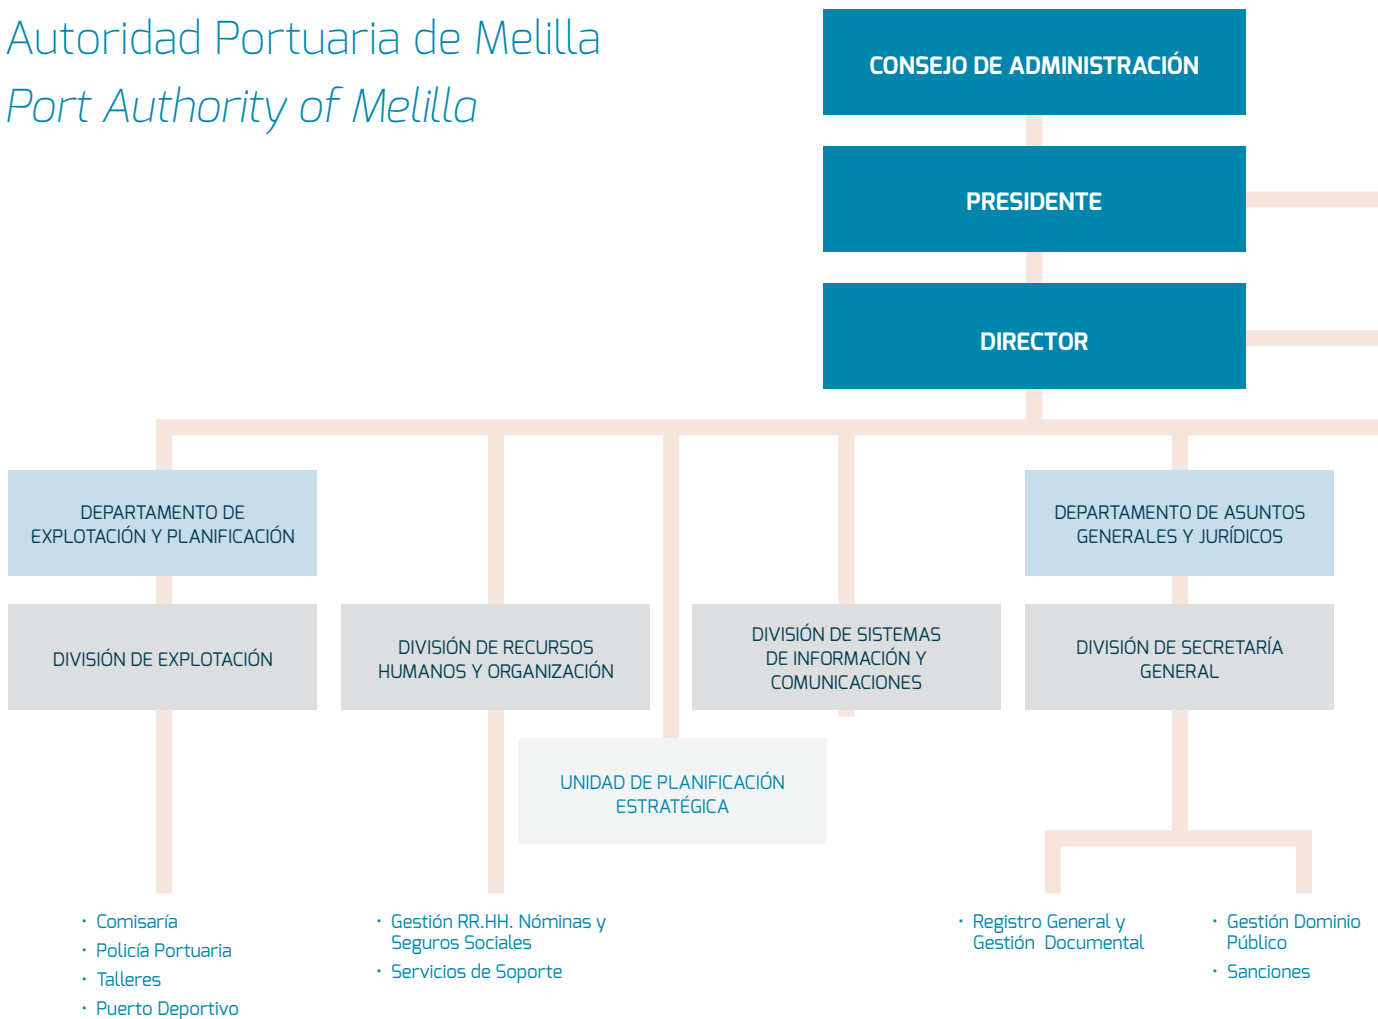 Autoridad Portuaria de Melilla
Port Authority of Melilla
CONSEJO DE ADMINISTRACIÓN
PRESIDENTE
DIRECTOR
DEPARTAMENTO DE
EXPLOTACIÓN Y PLANIFICACIÓN
DEPARTAMENTO DE ASUNTOS
GENERALES Y JURÍDICOS
DIVISIÓN DE EXPLOTACIÓN
DIVISIÓN DE RECURSOS
HUMANOS Y ORGANIZACIÓN
DIVISIÓN DE SISTEMAS
DE INFORMACIÓN Y
COMUNICACIONES
DIVISIÓN DE SECRETARÍA
GENERAL
UNIDAD DE PLANIFICACIÓN
ESTRATÉGICA
· Comisaría
· Policía Portuaria
· Talleres
· Puerto Deportivo
· Gestión RR.HH. Nóminas y
Seguros Sociales
· Servicios de Soporte
· Registro General y
Gestión Documental
· Gestión Dominio
Público
· Sanciones